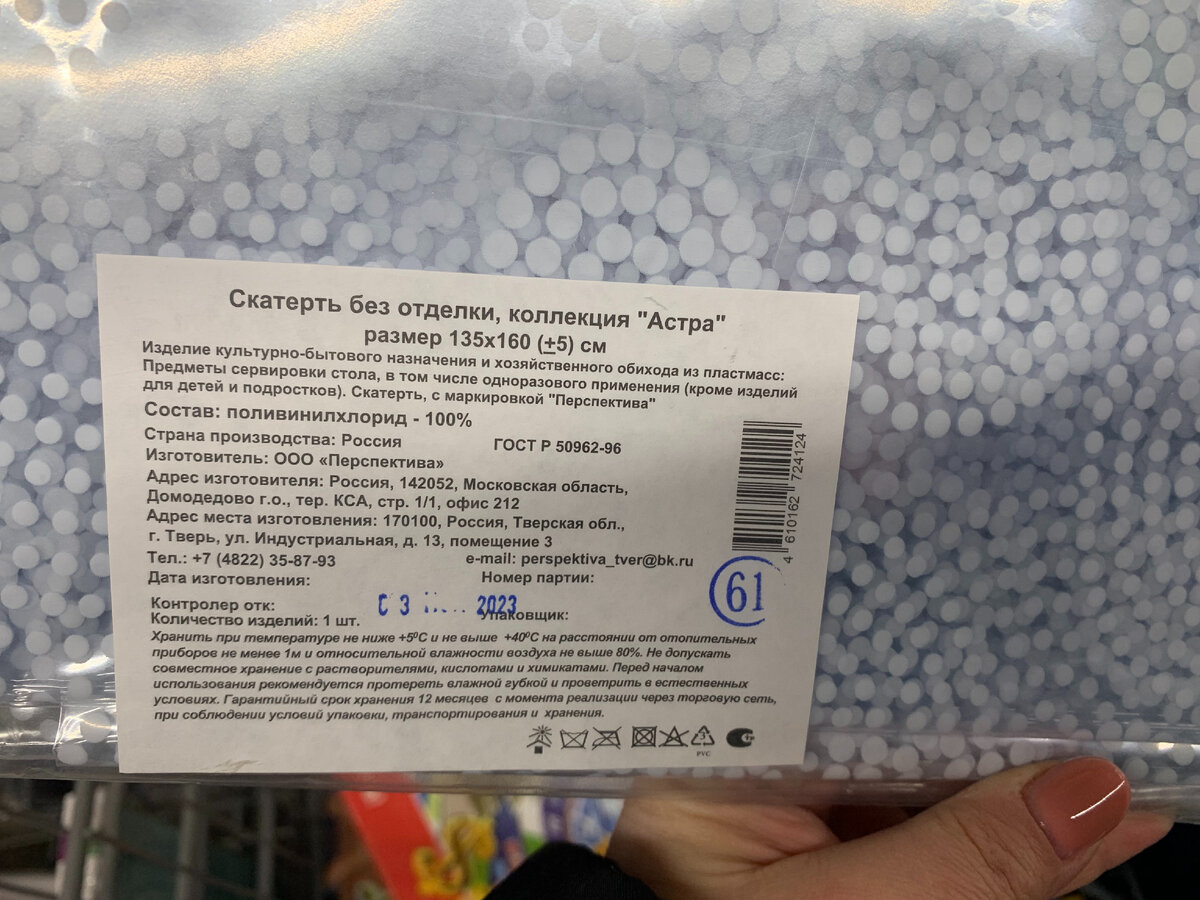 Скатерть без отделки, коллекция "Астра"
размер 135х160 (±5) см
Изделие культурно-бытового назначения и хозяйственного обихода из пластмасс:
Предметы сервировки стола, в том числе одноразового применения (кроме изделий
для детей и подростков). Скатерть, с маркировкой "Перспектива"
Состав: поливинилхлорид - 100%
Страна производства: Россия ГОСТ Р 50962-96
Изготовитель: ООО «Перспектива»
Адрес изготовителя: Россия, 142052, Московская область,
Домодедово г.о., тер. КСА, стр. 1/1, офис 212
Адрес места изготовления: 170100, Россия, Тверская обл.,
г. Тверь, ул. Индустриальная, д. 13, помещение 3
Тел.: +7 (4822) 35-87-93 e-mail: perspektiva_tver@bk.ru
Дата изготовления: Номер партии:
2023
Контролер отк: Упаковщик:
Количество изделий: 1 шт.
Хранить при температуре не ниже +5⁰С и не выше +40⁰С на расстоянии от отопительных
приборов не менее 1м и относительной влажности воздуха не выше 80%. Не допускать
совместное хранение с растворителями, кислотами и химикатами. Перед началом
использования рекомендуется протереть влажной губкой и проветрить в естественных
условиях. Гарантийный срок хранения 12 месяцев с момента реализации через торговую сеть,
при соблюдении условий упаковки, транспортирования и хранения.
3
PVC
4 610162 724124
61